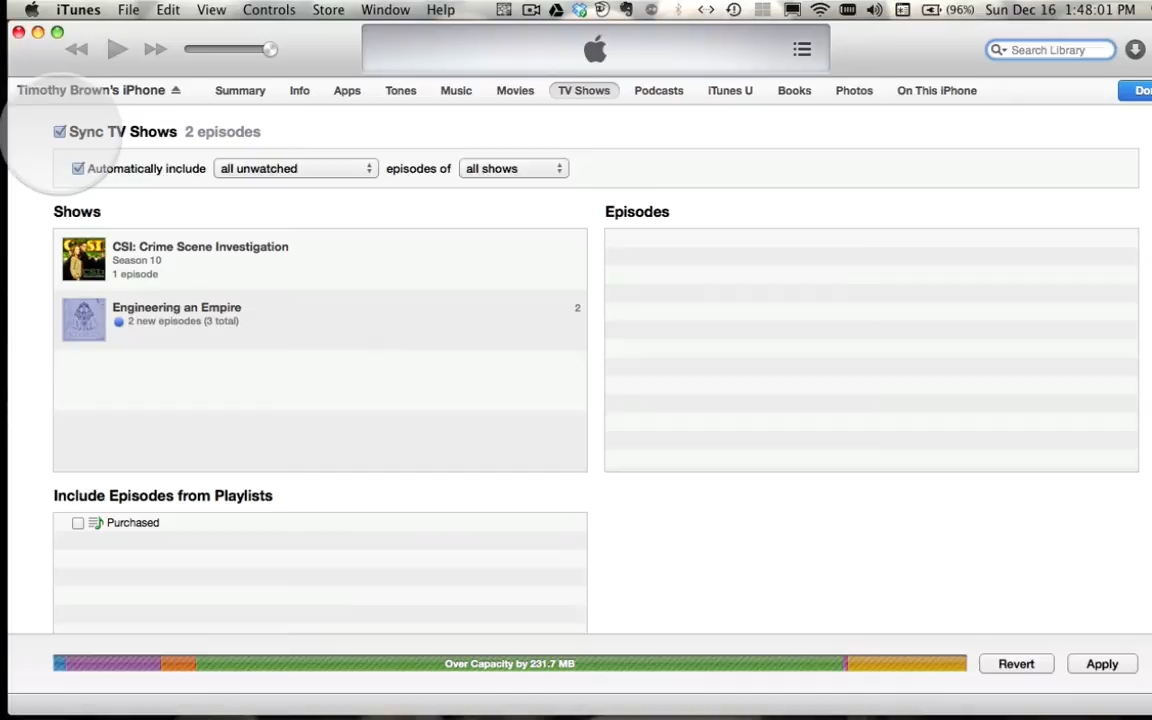 iTunes File Edit View Controls Store Window Help (96%) Sun Dec 16 1:48:01 PM
Search Library
Timothy Brown's iPhone Summary Info Apps Tones Music Movies TV Shows Podcasts iTunes U Books Photos On This iPhone Do
Sync TV Shows 2 episodes
Automatically include all unwatched episodes of all shows
Shows
Episodes
CSI: Crime Scene Investigation
Season 10
1 episode
Engineering an Empire 2
2 new episodes (3 total)
Include Episodes from Playlists
Purchased
Over Capacity by 231.7 MB Revert Apply